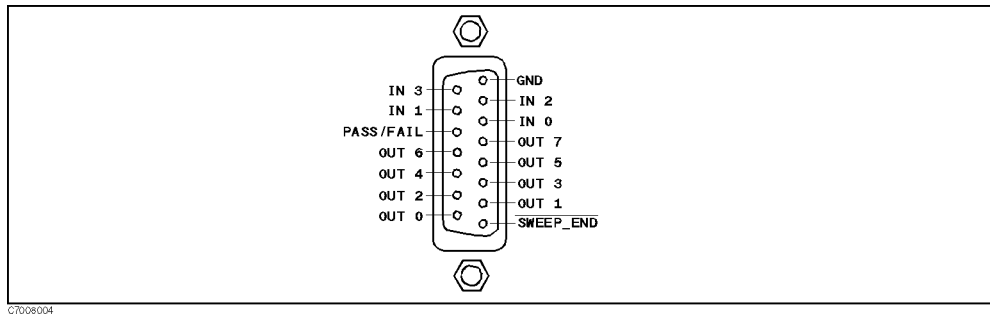 GND
IN 3
IN 2
IN 1
IN 0
PASS/FAIL
OUT 7
OUT 6
OUT 5
OUT 4
OUT 3
OUT 2
OUT 1
OUT 0
SWEEP_END
C7008004